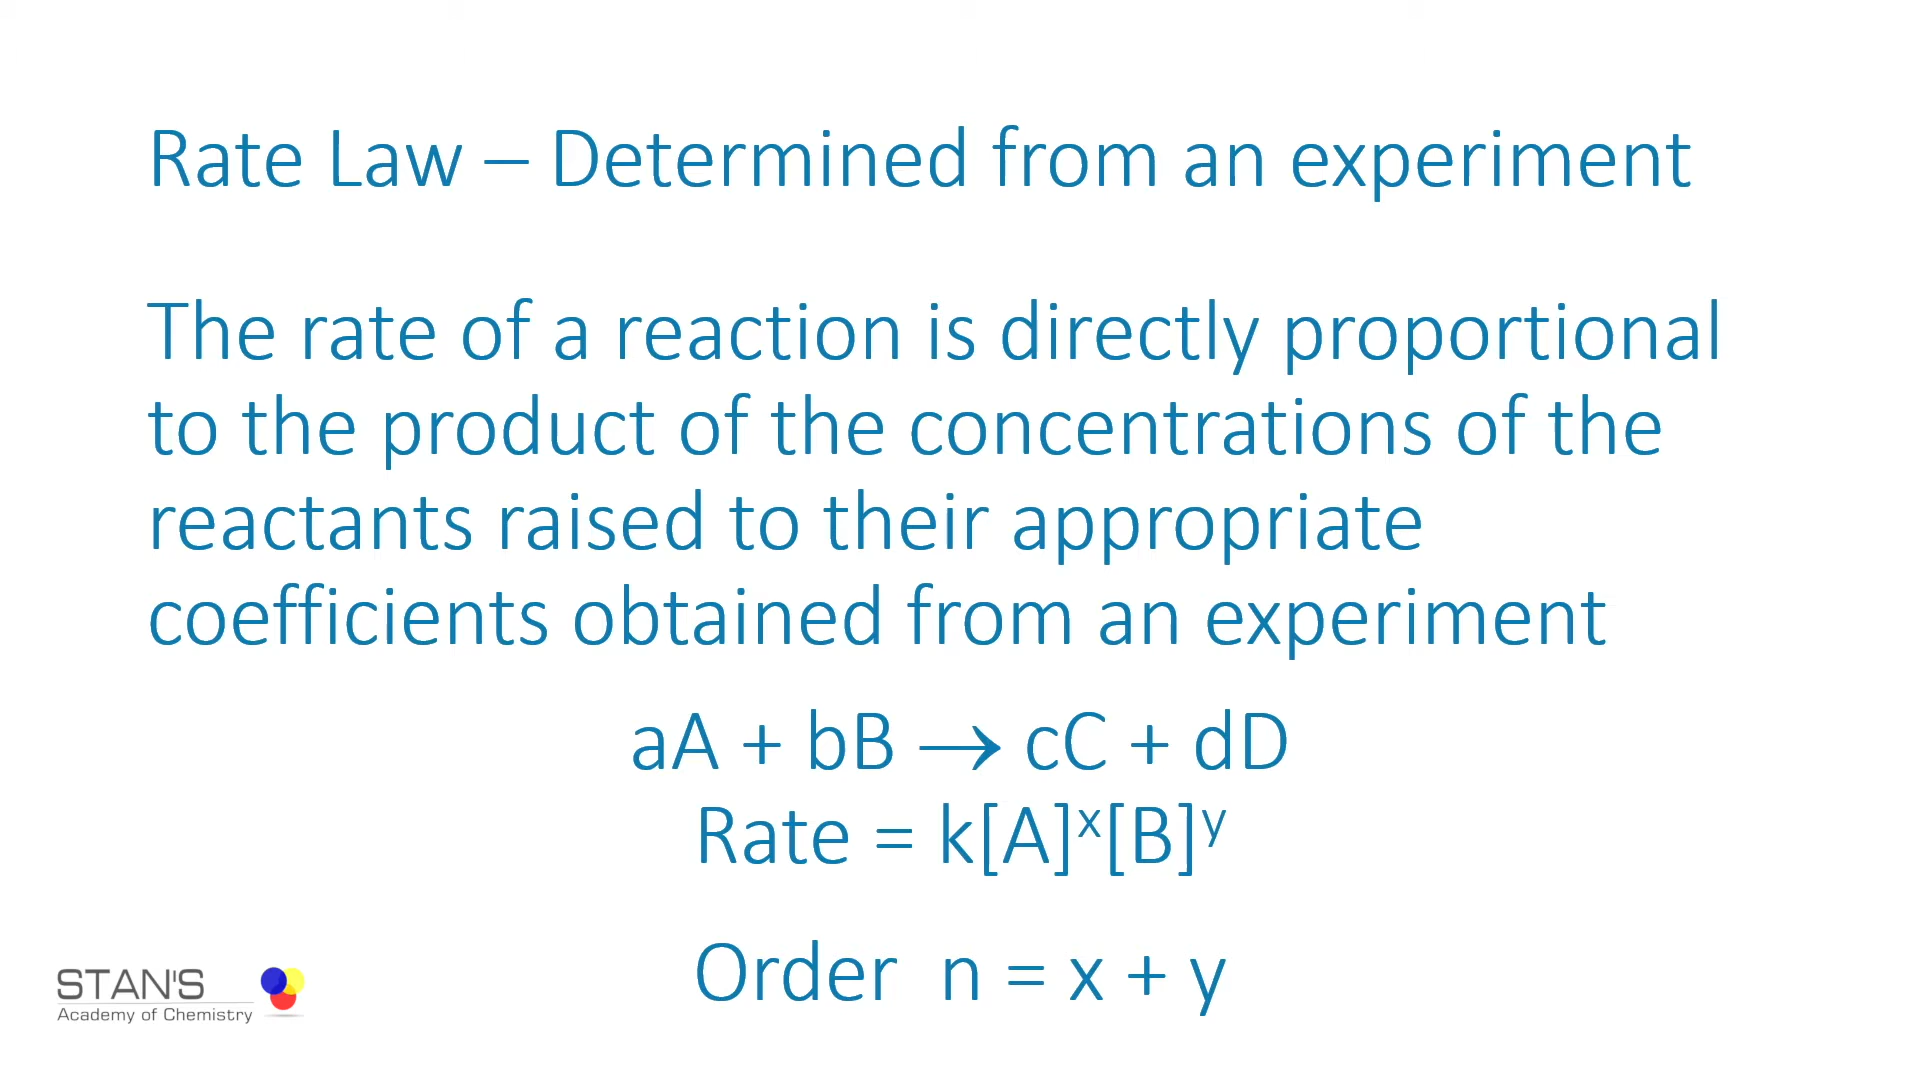 Rate Law – Determined from an experiment
The rate of a reaction is directly proportional
to the product of the concentrations of the
reactants raised to their appropriate
coefficients obtained from an experiment
aA + bB → cC + dD
Rate = k[A]ˣ[B]ʸ
Order n = x + y
STAN'S
Academy of Chemistry